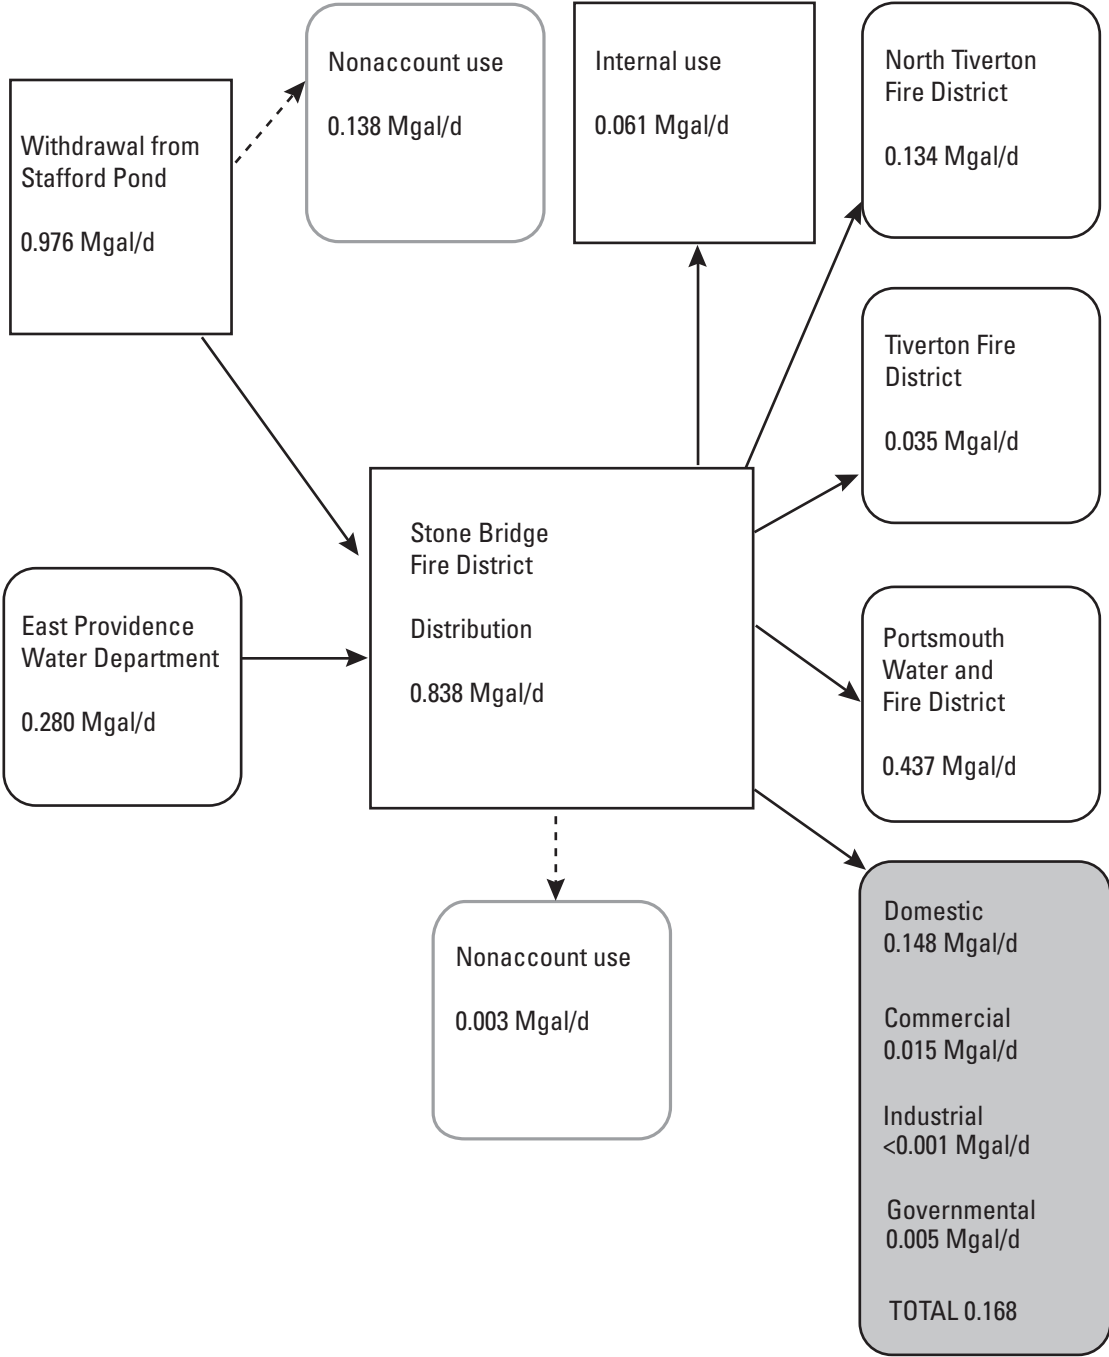 Withdrawal from
Stafford Pond
0.976 Mgal/d
Nonaccount use
0.138 Mgal/d
Internal use
0.061 Mgal/d
North Tiverton
Fire District
0.134 Mgal/d
Tiverton Fire
District
0.035 Mgal/d
Stone Bridge
Fire District
Distribution
0.838 Mgal/d
East Providence
Water Department
0.280 Mgal/d
Portsmouth
Water and
Fire District
0.437 Mgal/d
Nonaccount use
0.003 Mgal/d
Domestic
0.148 Mgal/d
Commercial
0.015 Mgal/d
Industrial
<0.001 Mgal/d
Governmental
0.005 Mgal/d
TOTAL 0.168